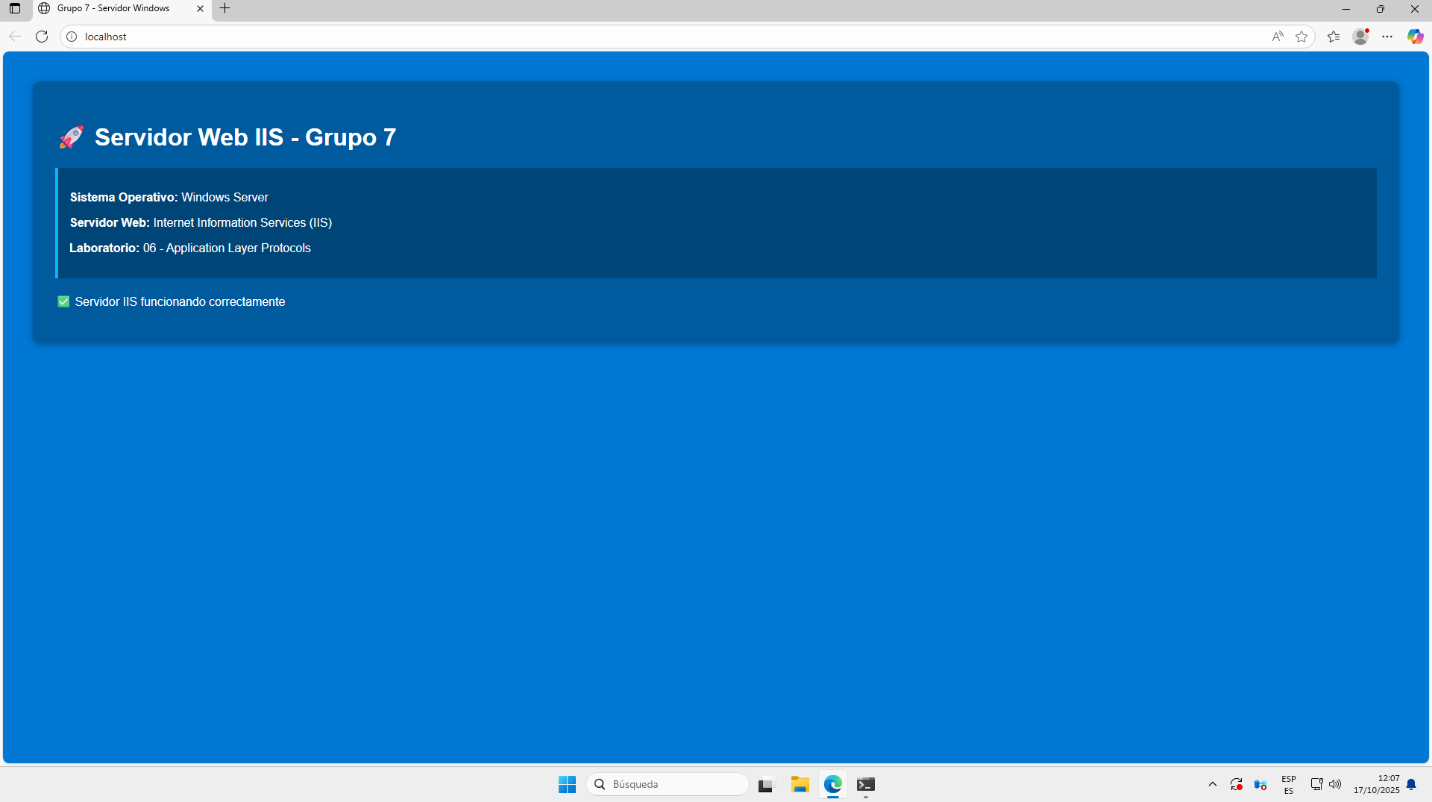 Grupo 7 - Servidor Windows
localhost
🚀 Servidor Web IIS - Grupo 7
Sistema Operativo: Windows Server
Servidor Web: Internet Information Services (IIS)
Laboratorio: 06 - Application Layer Protocols
✅ Servidor IIS funcionando correctamente
Búsqueda
ESP
ES
12:07
17/10/2025